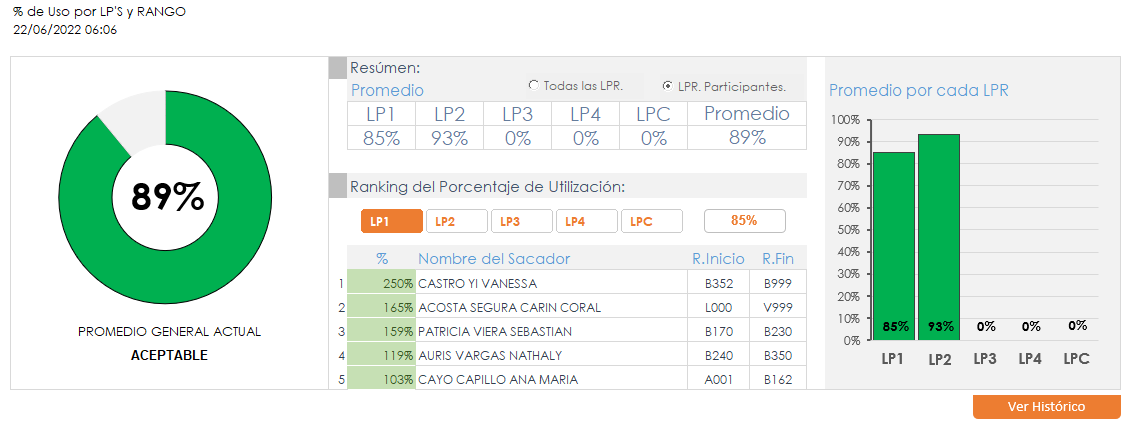 % de Uso por LP'S y RANGO
22/06/2022 06:06
89%
PROMEDIO GENERAL ACTUAL
ACEPTABLE
Resúmen:
Promedio
Todas las LPR.
LPR. Participantes.
LP1 LP2 LP3 LP4 LPC Promedio
85% 93% 0% 0% 0% 89%
Ranking del Porcentaje de Utilización:
LP1 LP2 LP3 LP4 LPC 85%
% Nombre del Sacador R.Inicio R.Fin
1 250% CASTRO YI VANESSA B352 B999
2 165% ACOSTA SEGURA CARIN CORAL L000 V999
3 159% PATRICIA VIERA SEBASTIAN B170 B230
4 119% AURIS VARGAS NATHALY B240 B350
5 103% CAYO CAPILLO ANA MARIA A001 B162
Promedio por cada LPR
100%
90%
80%
70%
60%
50%
40%
30%
20%
10%
0%
85% 93% 0% 0% 0%
LP1 LP2 LP3 LP4 LPC
Ver Histórico